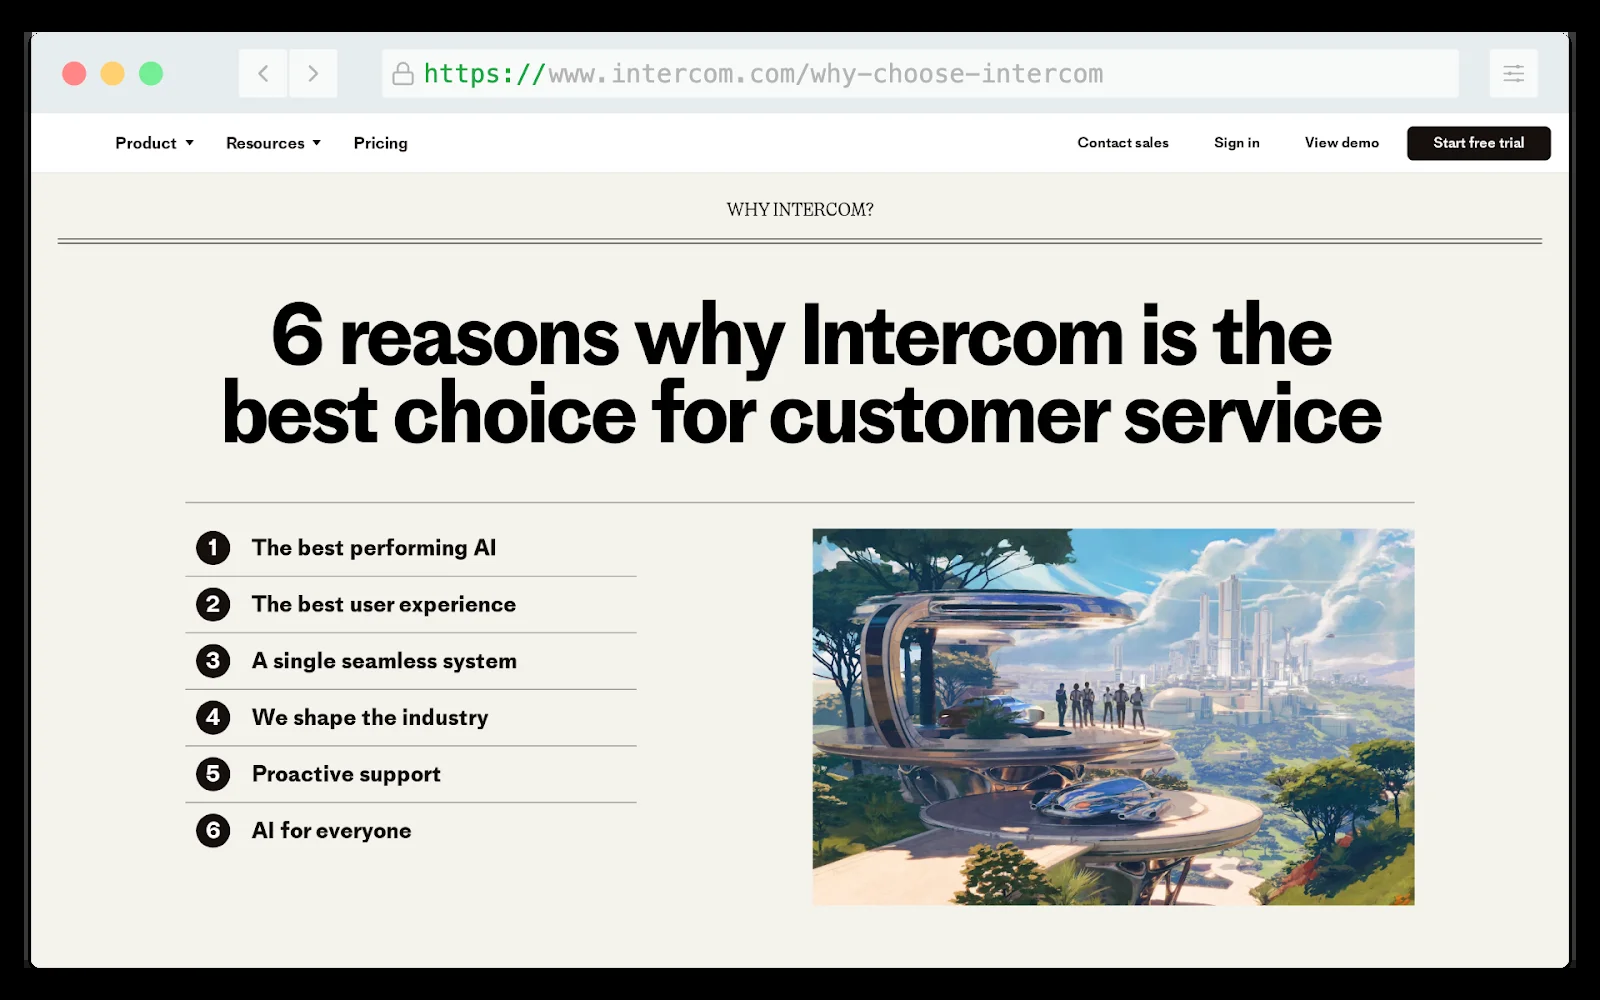 https://www.intercom.com/why-choose-intercom
Product Resources Pricing Contact sales Sign in View demo Start free trial
WHY INTERCOM?
6 reasons why Intercom is the
best choice for customer service
1 The best performing AI
2 The best user experience
3 A single seamless system
4 We shape the industry
5 Proactive support
6 AI for everyone